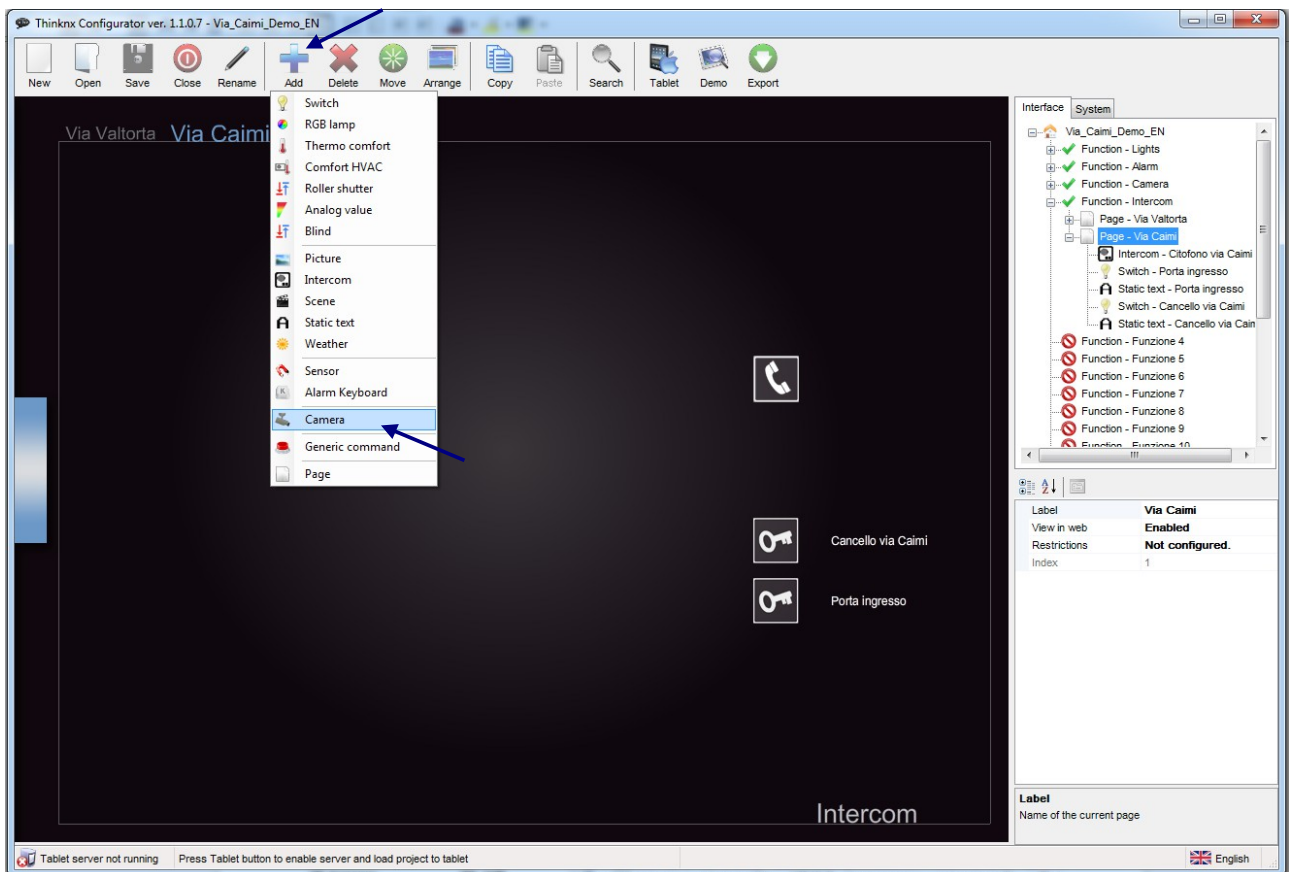 Thinknx Configurator ver. 1.1.0.7 - Via_Caimi_Demo_EN
New Open Save Close Rename Add Delete Move Arrange Copy Paste Search Tablet Demo Export
Via Valtorta Via Caimi
Switch
RGB lamp
Thermo comfort
Comfort HVAC
Roller shutter
Analog value
Blind
Picture
Intercom
Scene
Static text
Weather
Sensor
Alarm Keyboard
Camera
Generic command
Page
Cancello via Caimi
Porta ingresso
Intercom
Interface System
Via_Caimi_Demo_EN
Function - Lights
Function - Alarm
Function - Camera
Function - Intercom
Page - Via Valtorta
Page - Via Caimi
Intercom - Citofono via Caimi
Switch - Porta ingresso
Static text - Porta ingresso
Switch - Cancello via Caimi
Static text - Cancello via Cain
Function - Funzione 4
Function - Funzione 5
Function - Funzione 6
Function - Funzione 7
Function - Funzione 8
Function - Funzione 9
Function - Funzione 10
Label Via Caimi
View in web Enabled
Restrictions Not configured.
Index 1
Label
Name of the current page
Tablet server not running Press Tablet button to enable server and load project to tablet English